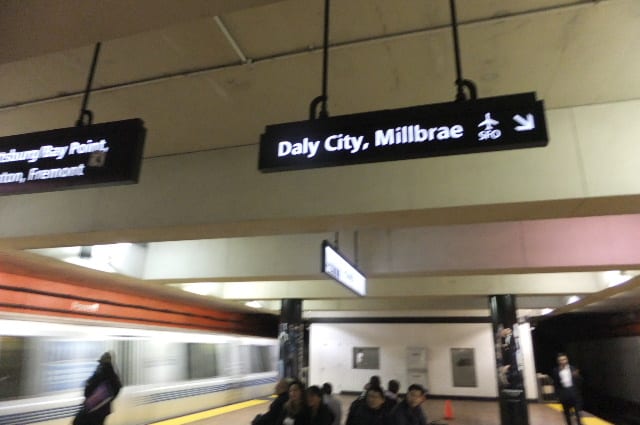 Bay Point,
Fremont
Daly City, Millbrae
SFO